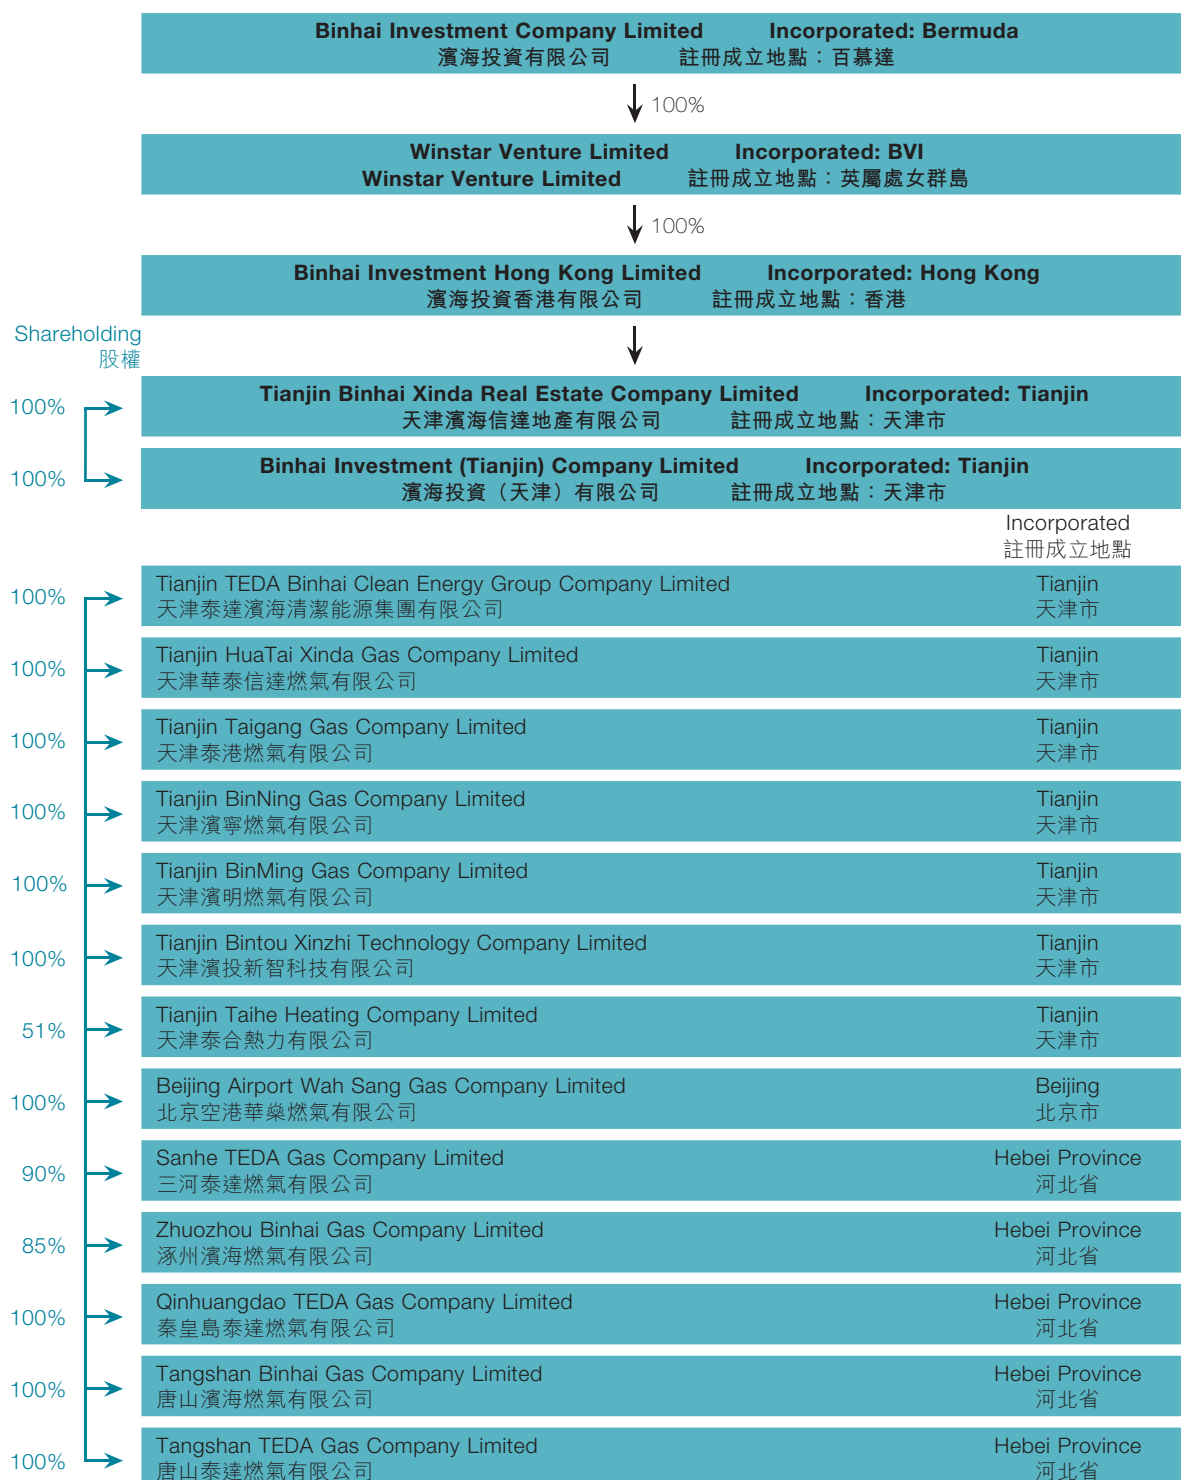 Binhai Investment Company Limited Incorporated: Bermuda
濱海投資有限公司 註冊成立地點：百慕達
100%
Winstar Venture Limited Incorporated: BVI
Winstar Venture Limited 註冊成立地點：英屬處女群島
100%
Binhai Investment Hong Kong Limited Incorporated: Hong Kong
濱海投資香港有限公司 註冊成立地點：香港
Shareholding
股權
100%
Tianjin Binhai Xinda Real Estate Company Limited Incorporated: Tianjin
天津濱海信達地產有限公司 註冊成立地點：天津市
100%
Binhai Investment (Tianjin) Company Limited Incorporated: Tianjin
濱海投資（天津）有限公司 註冊成立地點：天津市
Incorporated
註冊成立地點
100%
Tianjin TEDA Binhai Clean Energy Group Company Limited Tianjin
天津泰達濱海清潔能源集團有限公司 天津市
100%
Tianjin HuaTai Xinda Gas Company Limited Tianjin
天津華泰信達燃氣有限公司 天津市
100%
Tianjin Taigang Gas Company Limited Tianjin
天津泰港燃氣有限公司 天津市
100%
Tianjin BinNing Gas Company Limited Tianjin
天津濱寧燃氣有限公司 天津市
100%
Tianjin BinMing Gas Company Limited Tianjin
天津濱明燃氣有限公司 天津市
100%
Tianjin Bintou Xinzhi Technology Company Limited Tianjin
天津濱投新智科技有限公司 天津市
51%
Tianjin Taihe Heating Company Limited Tianjin
天津泰合熱力有限公司 天津市
100%
Beijing Airport Wah Sang Gas Company Limited Beijing
北京空港華燊燃氣有限公司 北京市
90%
Sanhe TEDA Gas Company Limited Hebei Province
三河泰達燃氣有限公司 河北省
85%
Zhuozhou Binhai Gas Company Limited Hebei Province
涿州濱海燃氣有限公司 河北省
100%
Qinhuangdao TEDA Gas Company Limited Hebei Province
秦皇島泰達燃氣有限公司 河北省
100%
Tangshan Binhai Gas Company Limited Hebei Province
唐山濱海燃氣有限公司 河北省
100%
Tangshan TEDA Gas Company Limited Hebei Province
唐山泰達燃氣有限公司 河北省